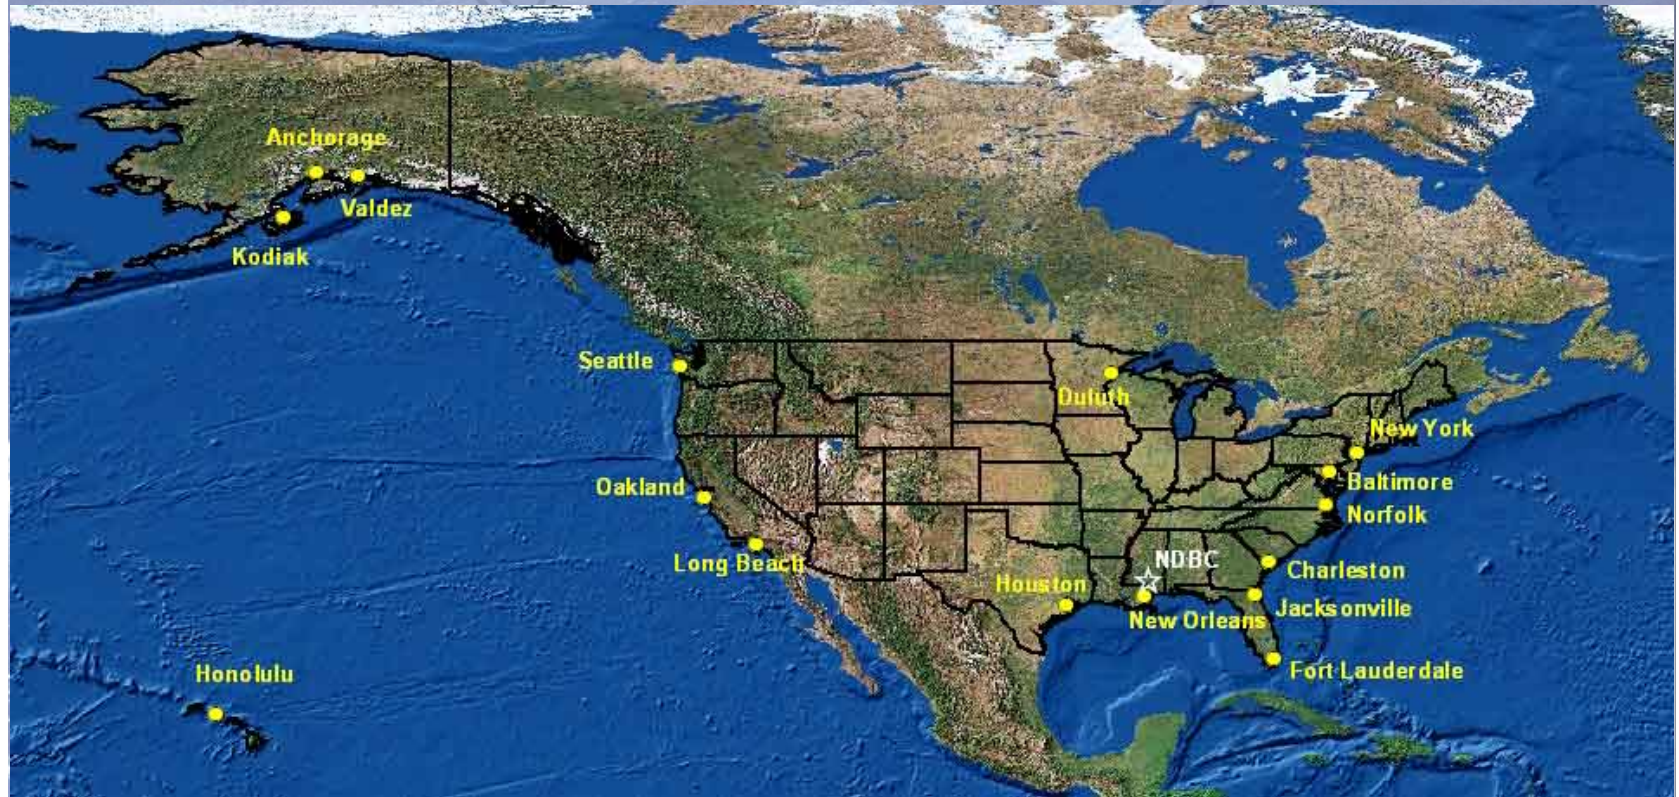 Anchorage
Valdez
Kodiak
Seattle
Duluth
New York
Oakland
Baltimore
Norfolk
Long Beach
NDBC
Charleston
Houston
Jacksonville
New Orleans
Fort Lauderdale
Honolulu